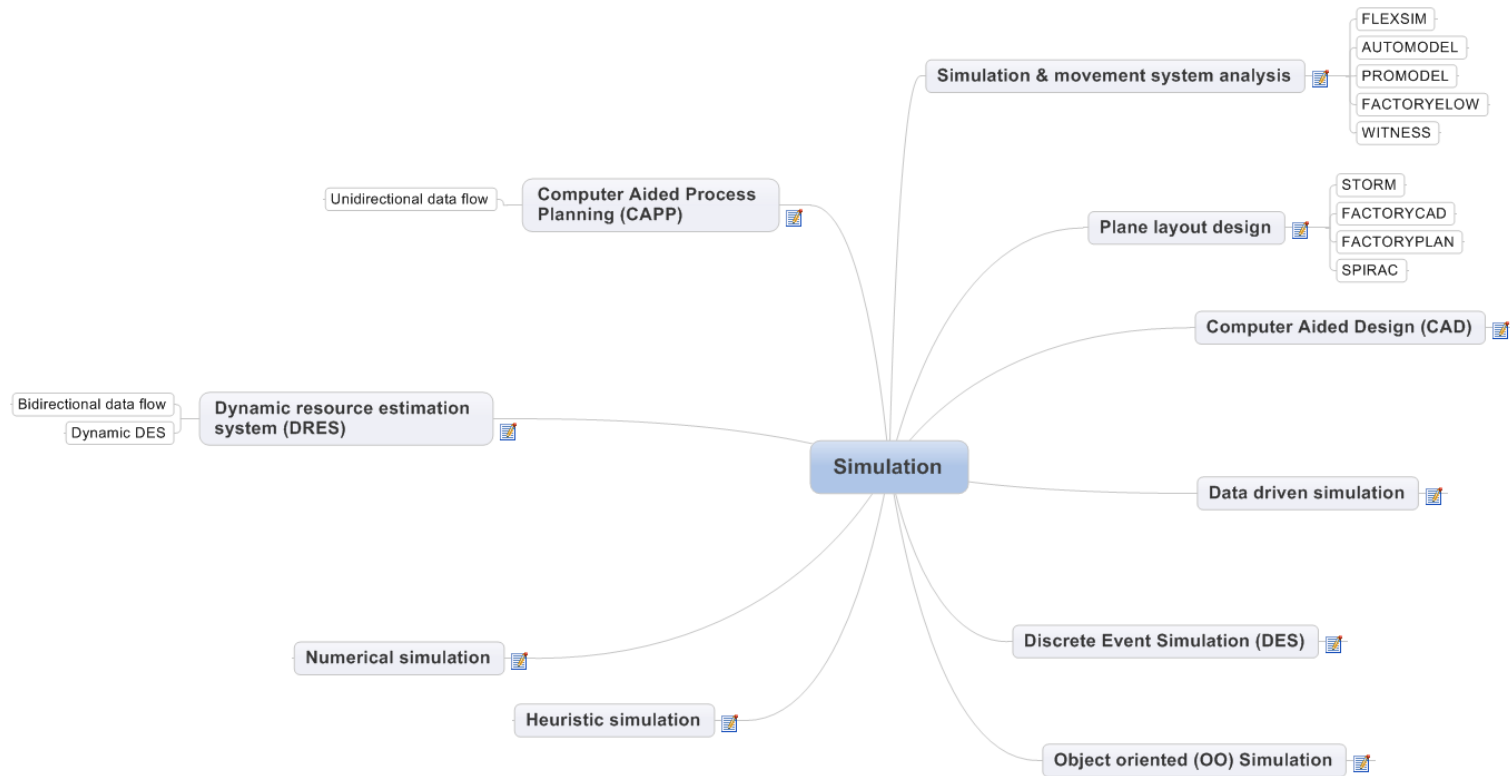 FLEXSIM
AUTOMODEL
Simulation & movement system analysis
PROMODEL
FACTORYELOW
WITNESS
STORM
FACTORYCAD
Plane layout design
FACTORYPLAN
SPIRAC
Computer Aided Design (CAD)
Data driven simulation
Discrete Event Simulation (DES)
Object oriented (OO) Simulation
Simulation
Computer Aided Process
Planning (CAPP)
Unidirectional data flow
Dynamic resource estimation
system (DRES)
Bidirectional data flow
Dynamic DES
Numerical simulation
Heuristic simulation